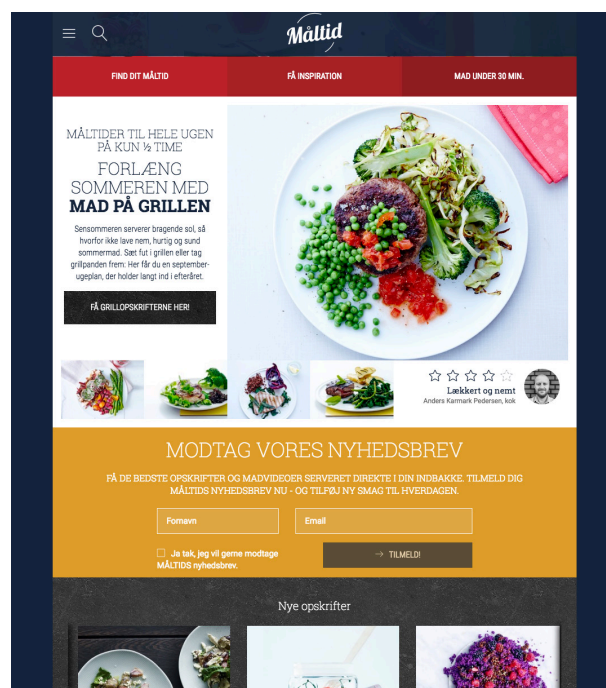 Måltid
FIND DIT MÅLTID
FÅ INSPIRATION
MAD UNDER 30 MIN.
MÅLTIDER TIL HELE UGEN
PÅ KUN ½ TIME
FORLÆNG
SOMMEREN MED
MAD PÅ GRILLEN
Sensommeren serverer bragende sol, så
hvorfor ikke lave nem, hurtig og sund
sommermad. Sæt fut i grillen eller tag
grillpanden frem: Her får du en september-
ugeplan, der holder langt ind i efteråret.
FÅ GRILLOPSKRIFTERNE HER!
Lækkert og nemt
Anders Karmark Pedersen, kok
MODTAG VORES NYHEDSBREV
FÅ DE BEDSTE OPSKRIFTER OG MADVIDEOER SERVERET DIREKTE I DIN INDBAKKE. TILMELD DIG
MÅLTIDS NYHEDSBREV NU - OG TILFØJ NY SMAG TIL HVERDAGEN.
Fornavn
Email
Ja tak, jeg vil gerne modtage
MÅLTIDS nyhedsbrev.
→ TILMELD!
Nye opskrifter